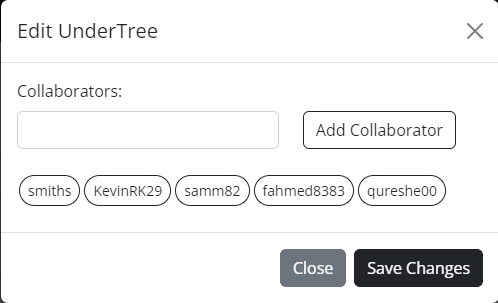 Edit UnderTree
Collaborators:
Add Collaborator
smiths KevinRK29 samm82 fahmed8383 qureshe00
Close Save Changes